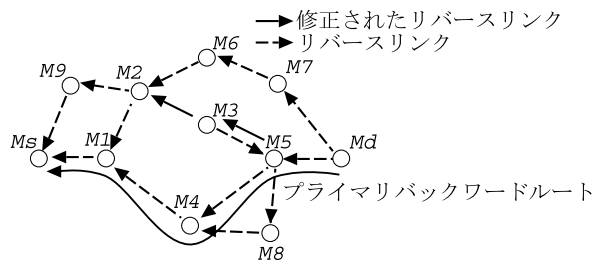 修正されたリバースリンク
リバースリンク
M6
M9
M2
M7
M3
Ms
M1
M5
Md
プライマリバックワードルート
M4
M8